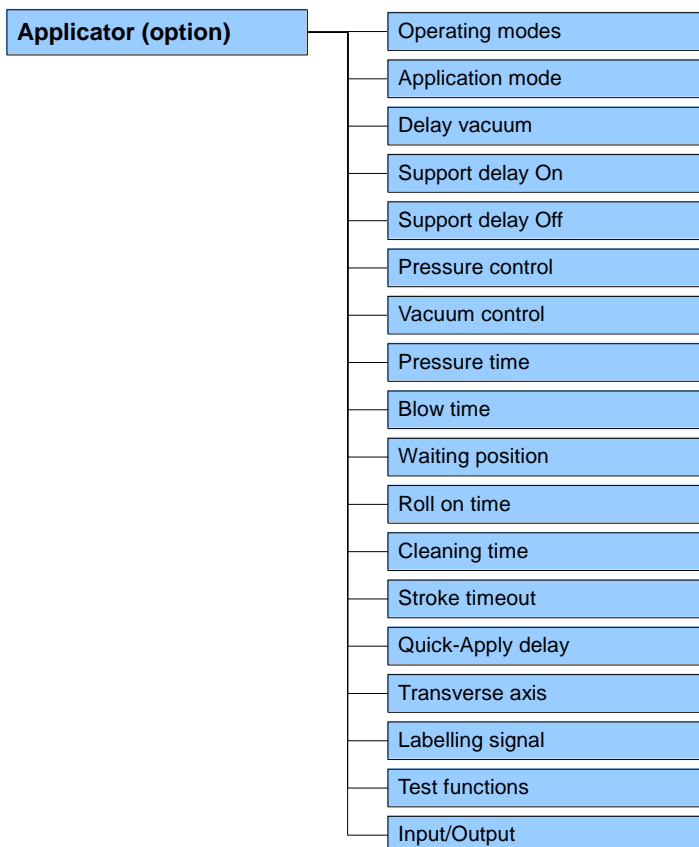 Applicator (option)
Operating modes
Application mode
Delay vacuum
Support delay On
Support delay Off
Pressure control
Vacuum control
Pressure time
Blow time
Waiting position
Roll on time
Cleaning time
Stroke timeout
Quick-Apply delay
Transverse axis
Labelling signal
Test functions
Input/Output